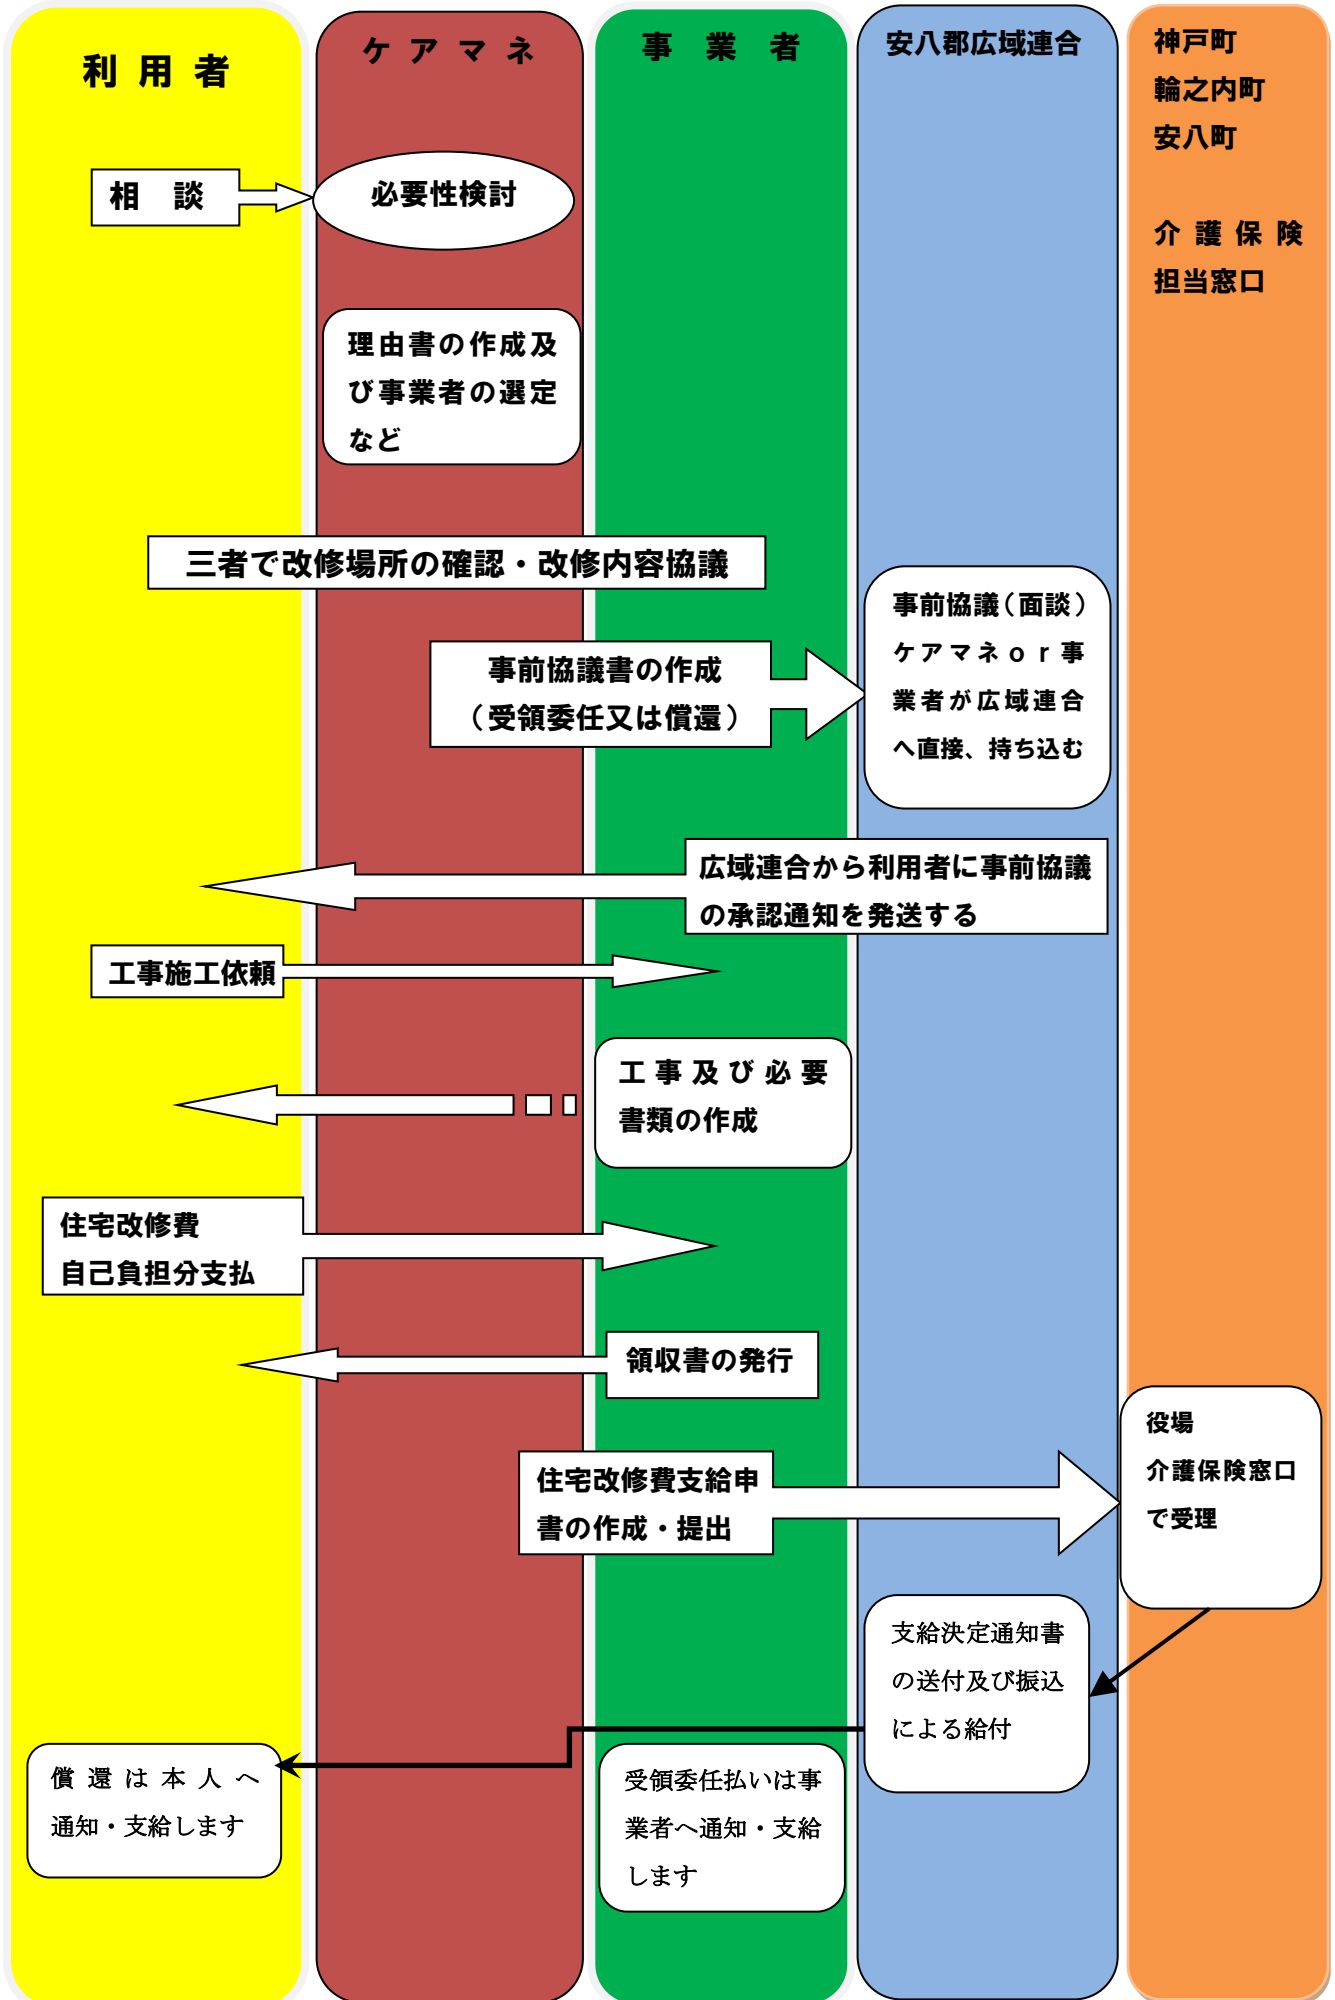 利用者
ケアマネ
事業者
安八郡広域連合
神戸町
輪之内町
安八町
介護保険
担当窓口
相談
必要性検討
理由書の作成及
び事業者の選定
など
三者で改修場所の確認・改修内容協議
事前協議書の作成
（受領委任又は償還）
事前協議（面談）
ケアマネor事
業者が広域連合
へ直接、持ち込む
広域連合から利用者に事前協議
の承認通知を発送する
工事施工依頼
工事及び必要
書類の作成
住宅改修費
自己負担分支払
領収書の発行
住宅改修費支給申
書の作成・提出
役場
介護保険窓口
で受理
支給決定通知書
の送付及び振込
による給付
償還は本人へ
通知・支給します
受領委任払いは事
業者へ通知・支給
します